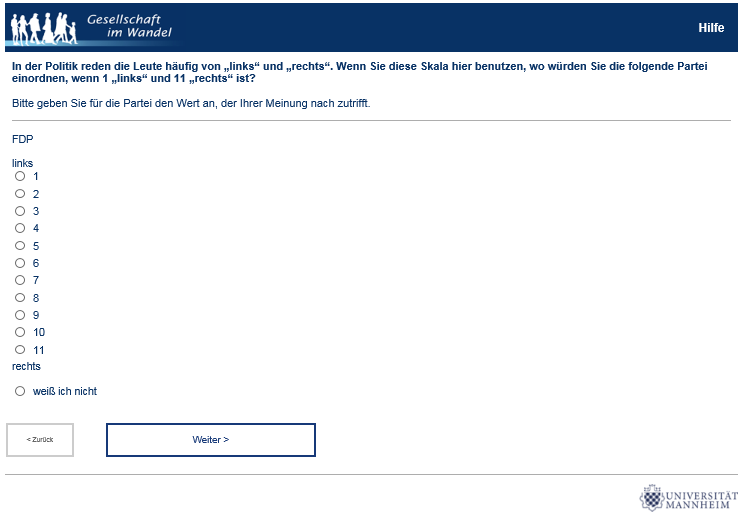 Gesellschaft
im Wandel
Hilfe
In der Politik reden die Leute häufig von „links“ und „rechts“. Wenn Sie diese Skala hier benutzen, wo würden Sie die folgende Partei
einordnen, wenn 1 „links“ und 11 „rechts“ ist?
Bitte geben Sie für die Partei den Wert an, der Ihrer Meinung nach zutrifft.
FDP
links
1
2
3
4
5
6
7
8
9
10
11
rechts
weiß ich nicht
< Zurück
Weiter >
UNIVERSITÄT
MANNHEIM